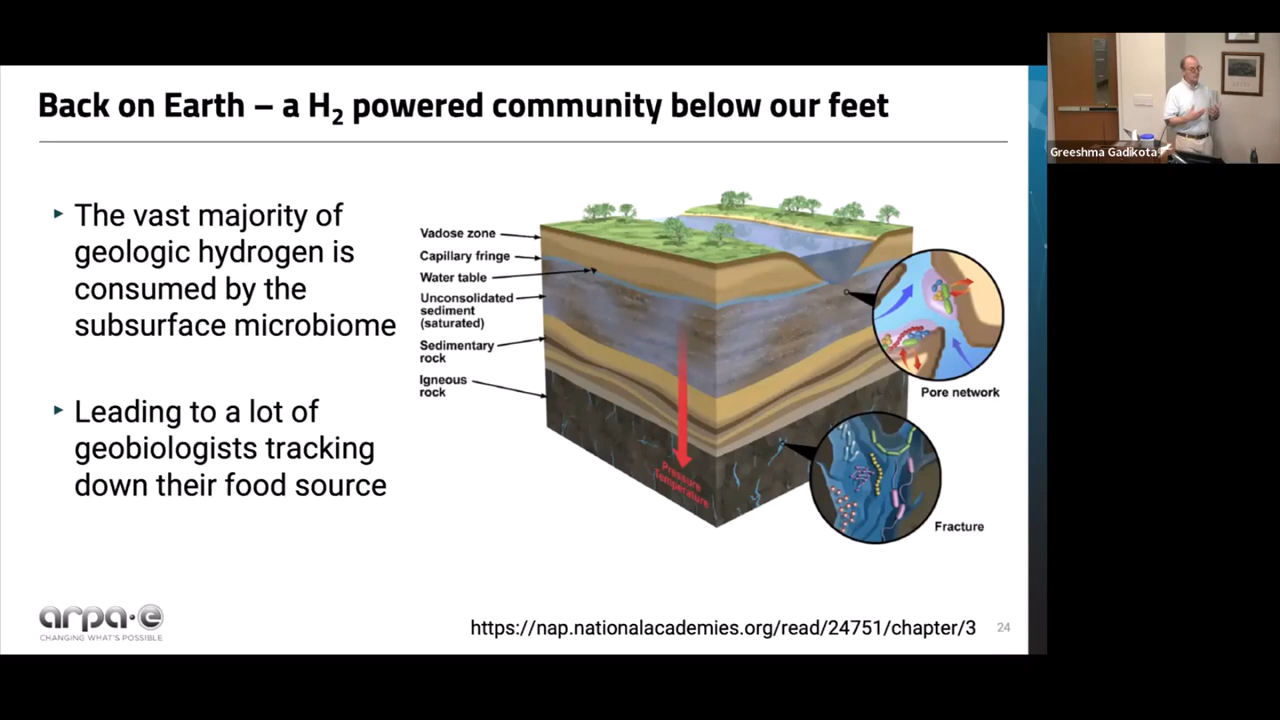 Back on Earth – a H₂ powered community below our feet
Greeshma Gadikota
▸ The vast majority of
geologic hydrogen is
consumed by the
subsurface microbiome
▸ Leading to a lot of
geobiologists tracking
down their food source
Vadose zone
Capillary fringe
Water table
Unconsolidated
sediment
(saturated)
Sedimentary
rock
Igneous
rock
Pressure
Temperature
Pore network
Fracture
arpa·e
CHANGING WHAT'S POSSIBLE
https://nap.nationalacademies.org/read/24751/chapter/3
24